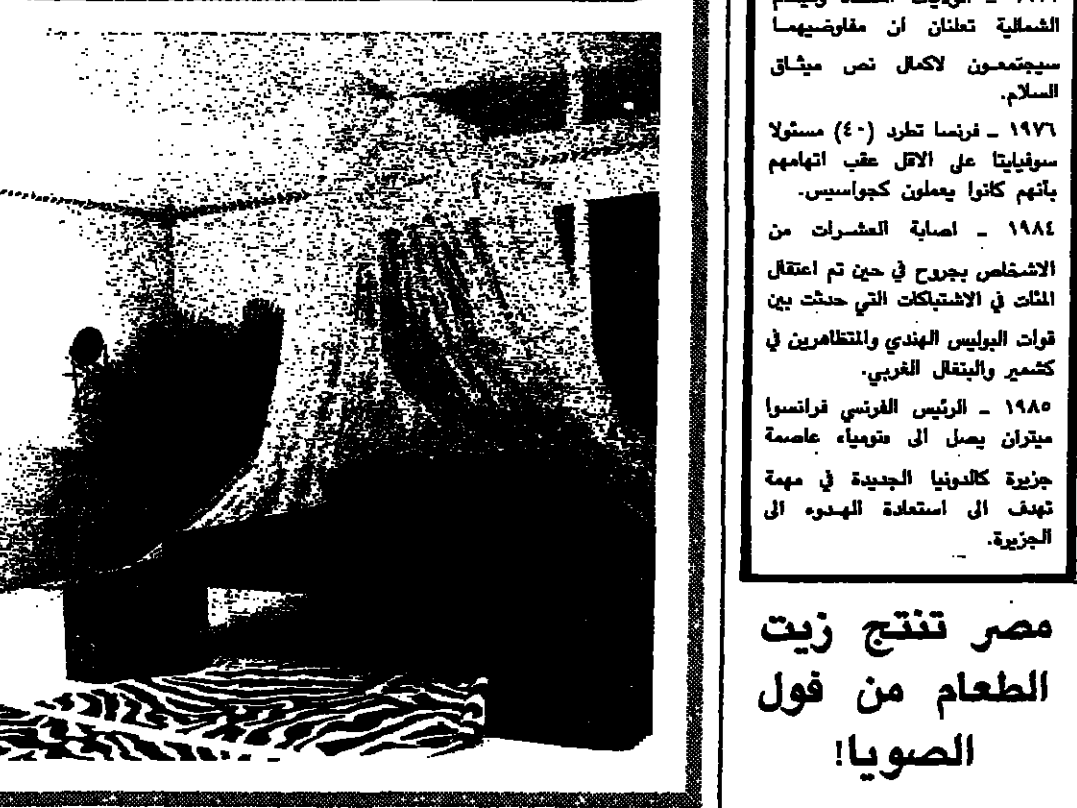 الشمالية تعلنان ان مفاوضيهما
سيجتمعون لاكمال نص ميثاق
السلام.
١٩٧٦ ـ فرنسا تطرد (٤٠) مسئولا
سوفياتيا على الاقل عقب اتهامهم
بأنهم كانوا يعملون كجواسيس.
١٩٨٤ ـ اصابة العشرات من
الاشخاص بجروح في حين تم اعتقال
المئات في الاشتباكات التي حدثت بين
قوات البوليس الهندي والمتظاهرين في
كشمير والبنغال الغربي.
١٩٨٥ ـ الرئيس الفرنسي فرانسوا
ميتران يصل الى عاصمة
جزيرة كالدونيا الجديدة في مهمة
تهدف الى استعادة الهدوء الى
الجزيرة.
مصر تنتج زيت
الطعام من فول
الصويا!